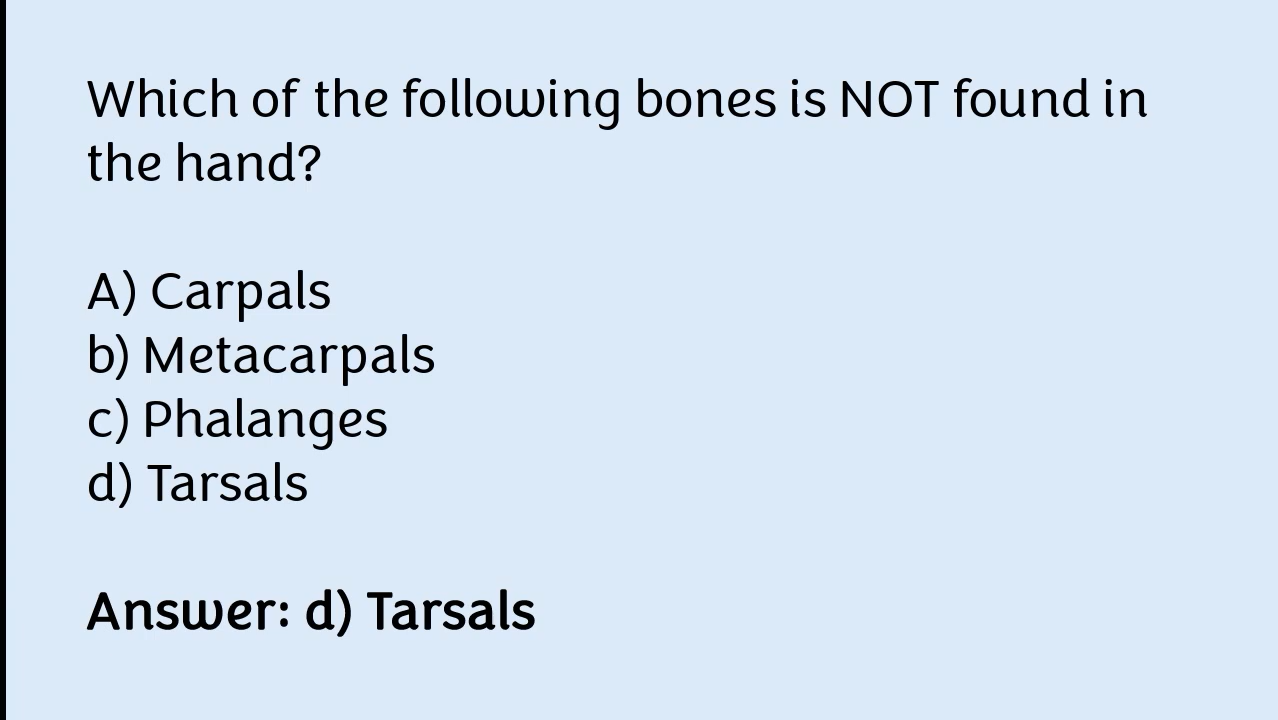 Which of the following bones is NOT found in
the hand?
A) Carpals
b) Metacarpals
c) Phalanges
d) Tarsals
Answer: d) Tarsals